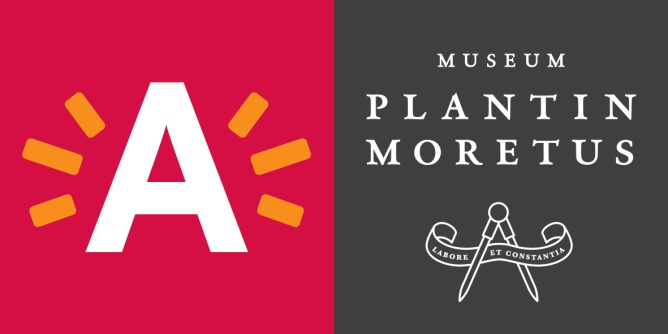 A
MUSEUM
PLANTIN
MORETUS
LABORE ET CONSTANTIA